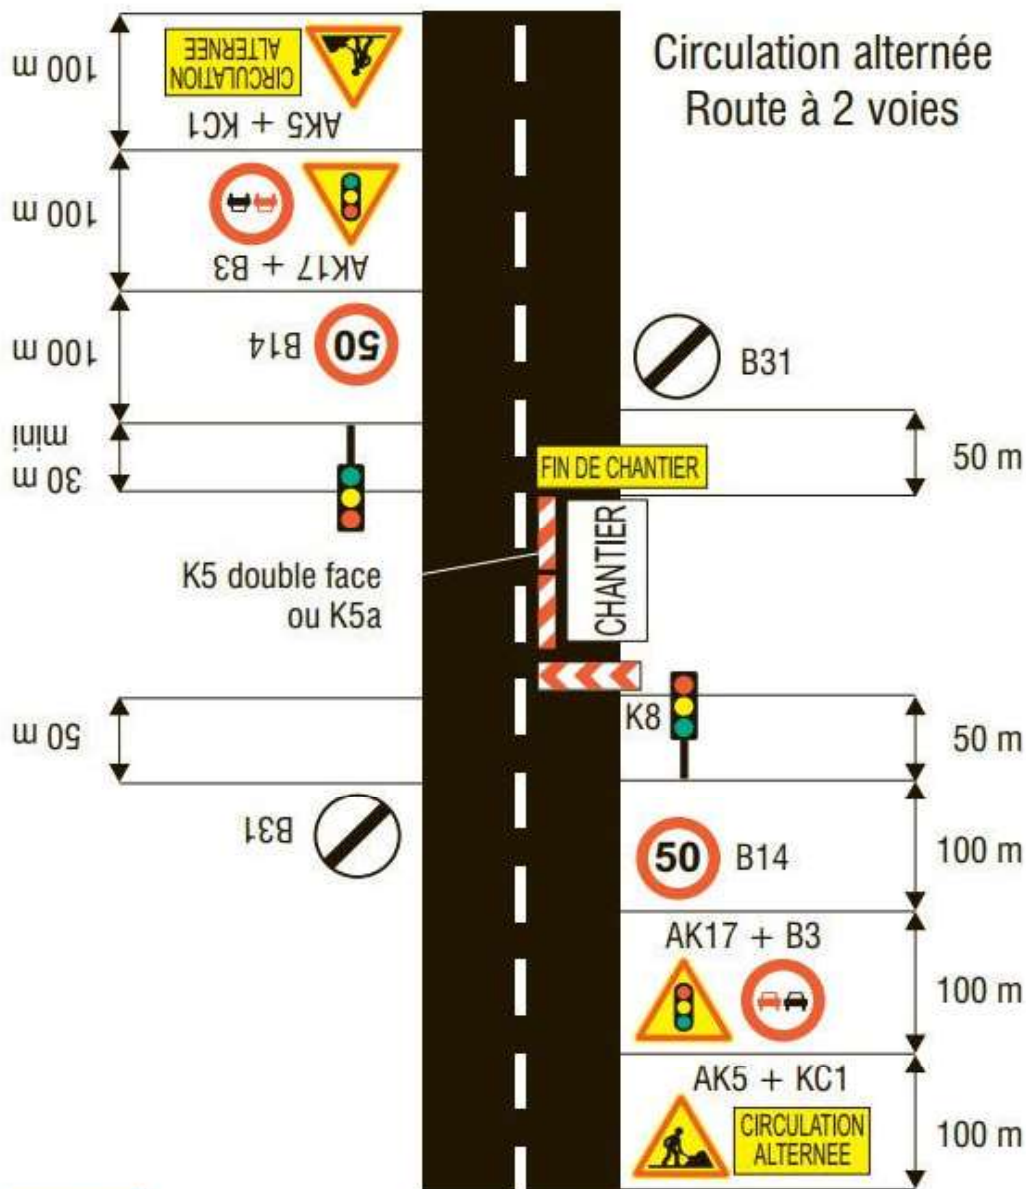 Circulation alternée
Route à 2 voies
100 m
CIRCULATION
ALTERNEE
AK5 + KC1
100 m
AK17 + B3
100 m
B14
50
30 m
mini
K5 double face
ou K5a
50 m
B31
B31
50 m
FIN DE CHANTIER
CHANTIER
K8
50 m
50
B14
100 m
AK17 + B3
100 m
AK5 + KC1
CIRCULATION
ALTERNEE
100 m